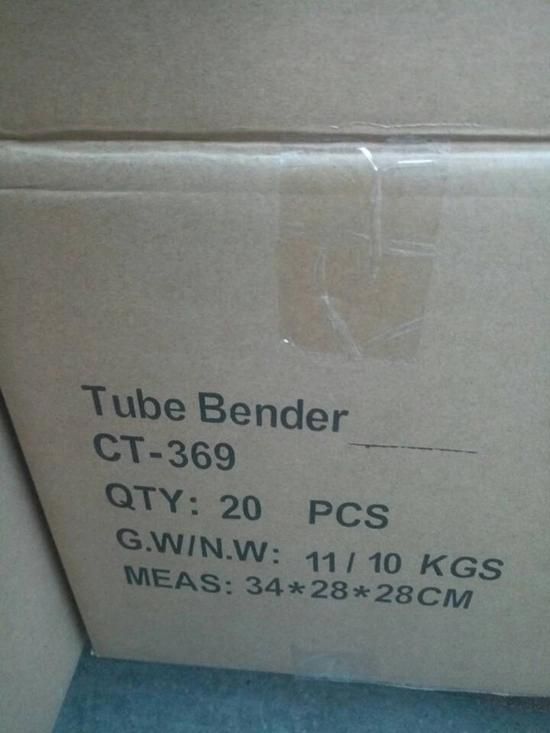 Tube Bender
CT-369
QTY: 20 PCS
G.W/N.W: 11/10 KGS
MEAS: 34*28*28CM